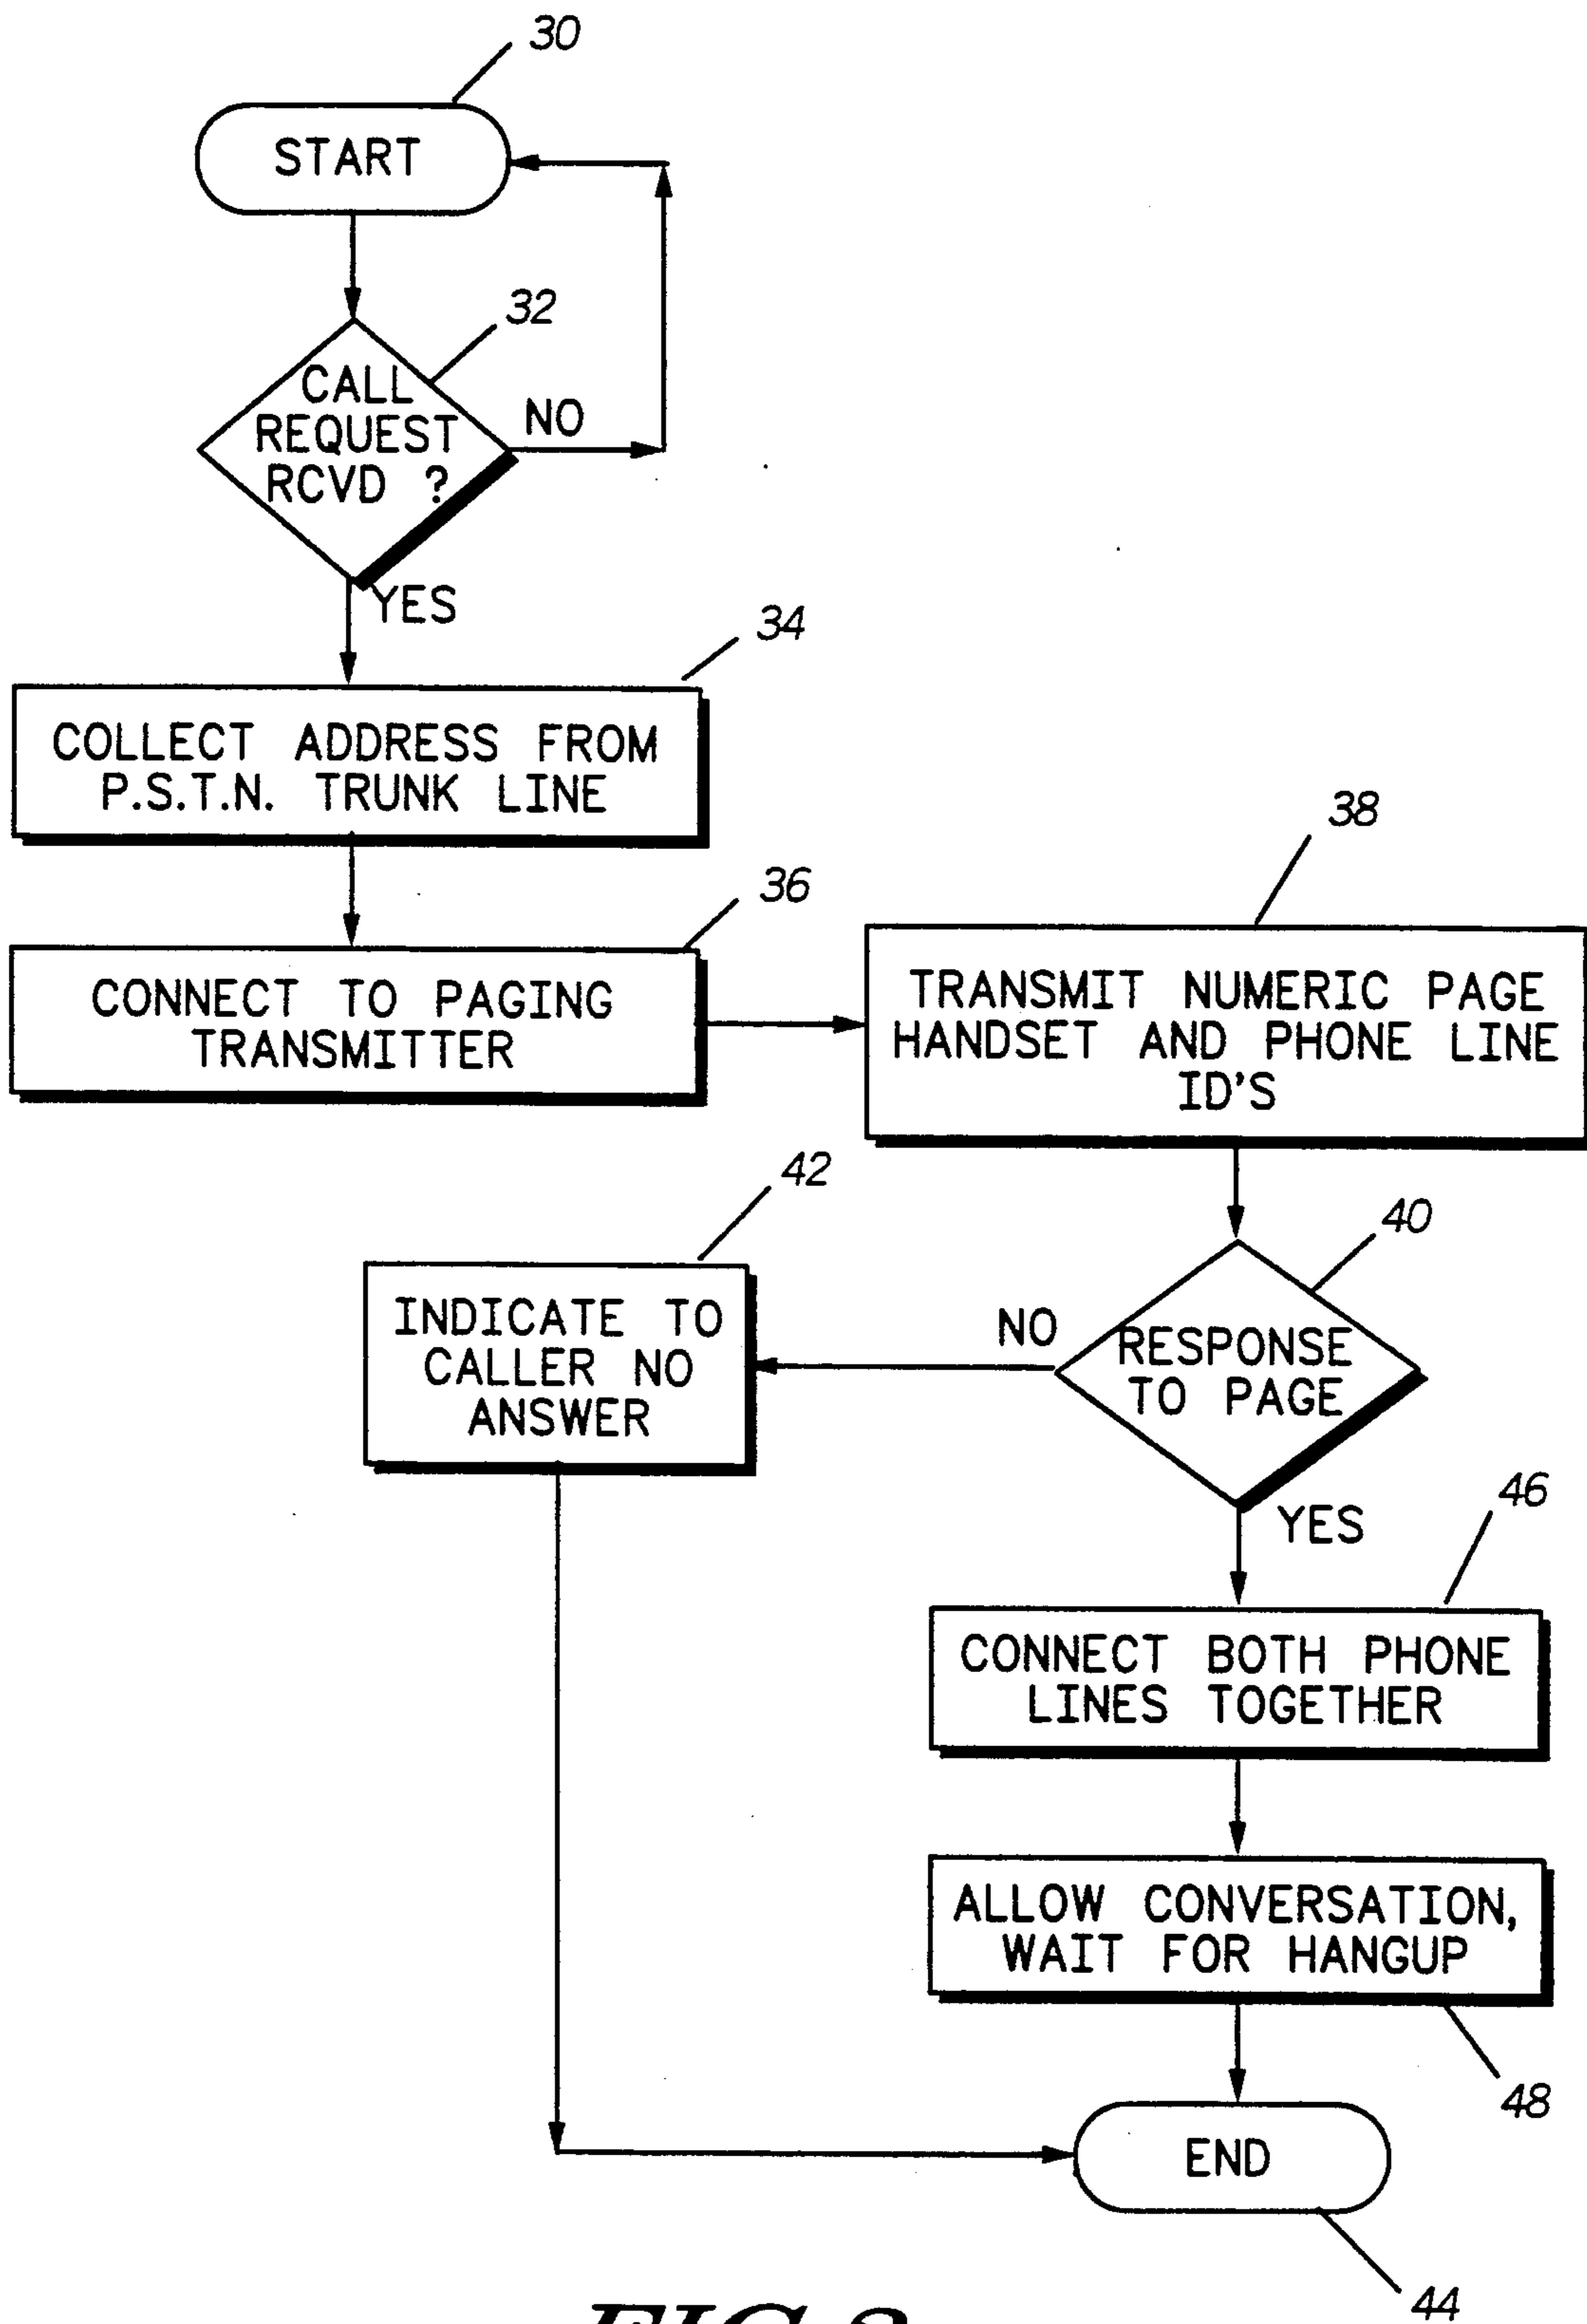 30
START
32
CALL
REQUEST
RCVD ?
NO
YES
34
COLLECT ADDRESS FROM
P.S.T.N. TRUNK LINE
36
CONNECT TO PAGING
TRANSMITTER
38
TRANSMIT NUMERIC PAGE
HANDSET AND PHONE LINE
ID'S
40
RESPONSE
TO PAGE
NO
42
INDICATE TO
CALLER NO
ANSWER
YES
46
CONNECT BOTH PHONE
LINES TOGETHER
ALLOW CONVERSATION,
WAIT FOR HANGUP
48
END
44